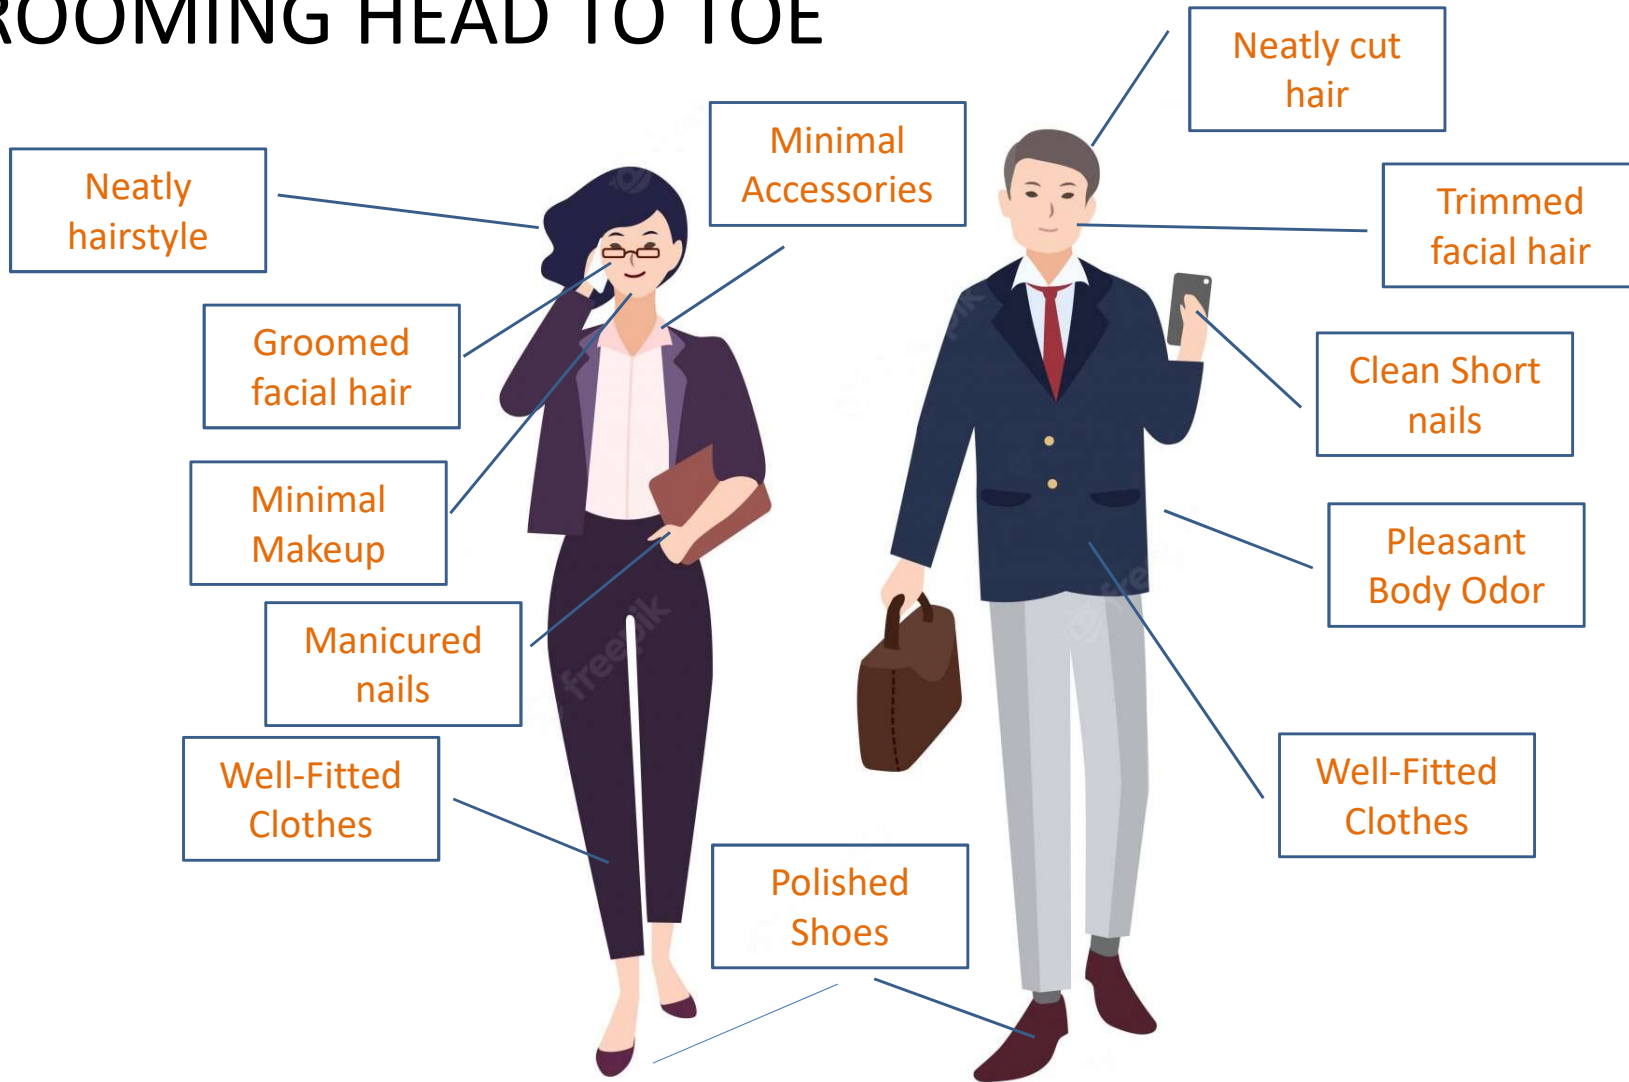 ROOMING HEAD TO TOE
Neatly cut
hair
Minimal
Accessories
Neatly
hairstyle
Trimmed
facial hair
Groomed
facial hair
Clean Short
nails
Minimal
Makeup
Pleasant
Body Odor
Manicured
nails
Well-Fitted
Clothes
Well-Fitted
Clothes
Polished
Shoes
freepik